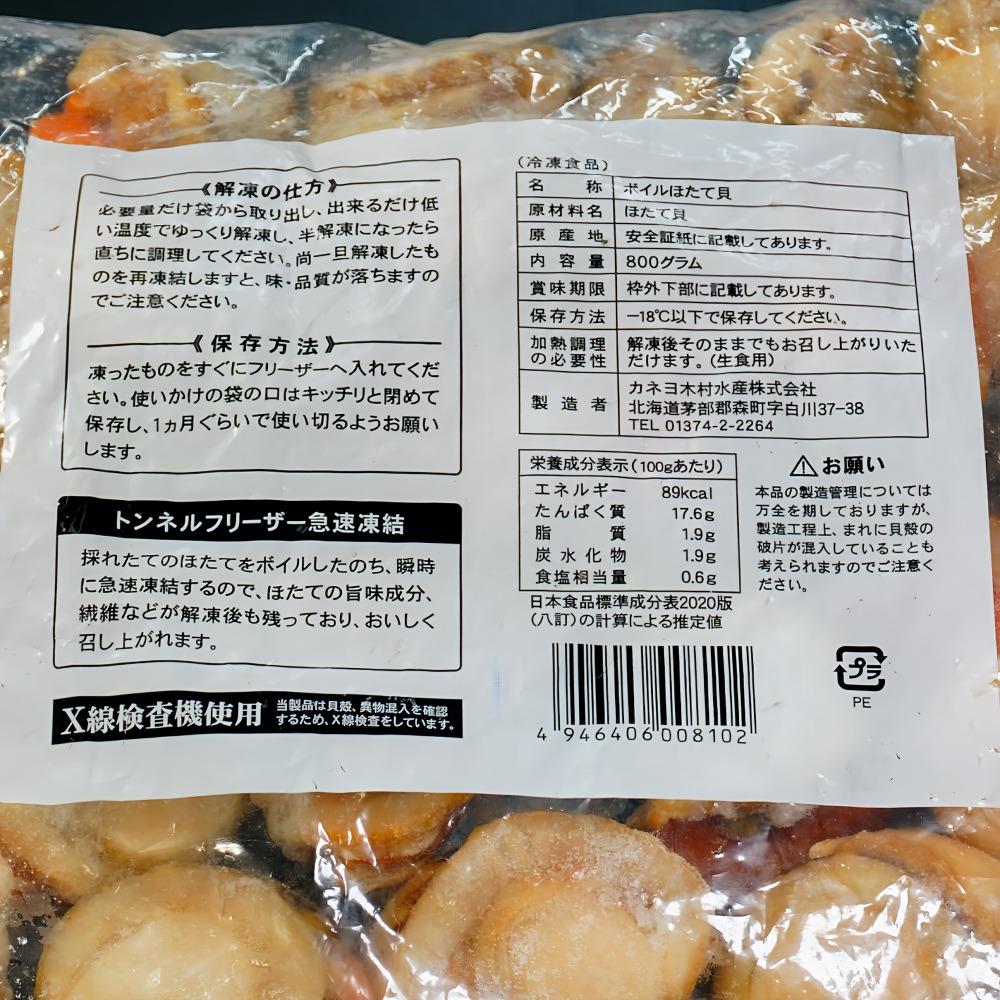 《解凍の仕方》
必要量だけ袋から取り出し、出来るだけ低
い温度でゆっくり解凍し、半解凍になったら
直ちに調理してください。尚一旦解凍したも
のを再凍結しますと、味・品質が落ちますの
でご注意ください。
《保存方法》
凍ったものをすぐにフリーザーへ入れてくだ
さい。使いかけの袋の口はキッチリと閉めて
保存し、1ヵ月ぐらいで使い切るようお願い
します。
トンネルフリーザー急速凍結
採れたてのほたてをボイルしたのち、瞬時
に急速凍結するので、ほたての旨味成分、
繊維などが解凍後も残っており、おいしく
召し上がれます。
X線検査機使用
当製品は貝殻、異物混入を確認
するため、X線検査をしています。
(冷凍食品)
名称 ボイルほたて貝
原材料名 ほたて貝
原産地 安全証紙に記載してあります。
内容量 800グラム
賞味期限 枠外下部に記載してあります。
保存方法 −18℃以下で保存してください。
加熱調理 解凍後そのままでもお召し上がりいた
の必要性 だけます。(生食用)
カネヨ木村水産株式会社
製造者 北海道茅部郡森町字白川37-38
TEL 01374-2-2264
栄養成分表示(100gあたり)
エネルギー 89kcal
たんぱく質 17.6g
脂質 1.9g
炭水化物 1.9g
食塩相当量 0.6g
日本食品標準成分表2020版
(八訂)の計算による推定値
⚠お願い
本品の製造管理については
万全を期しておりますが、
製造工程上、まれに貝殻の
破片が混入していることも
考えられますのでご注意く
ださい。
4 946406 008102
プラ
PE